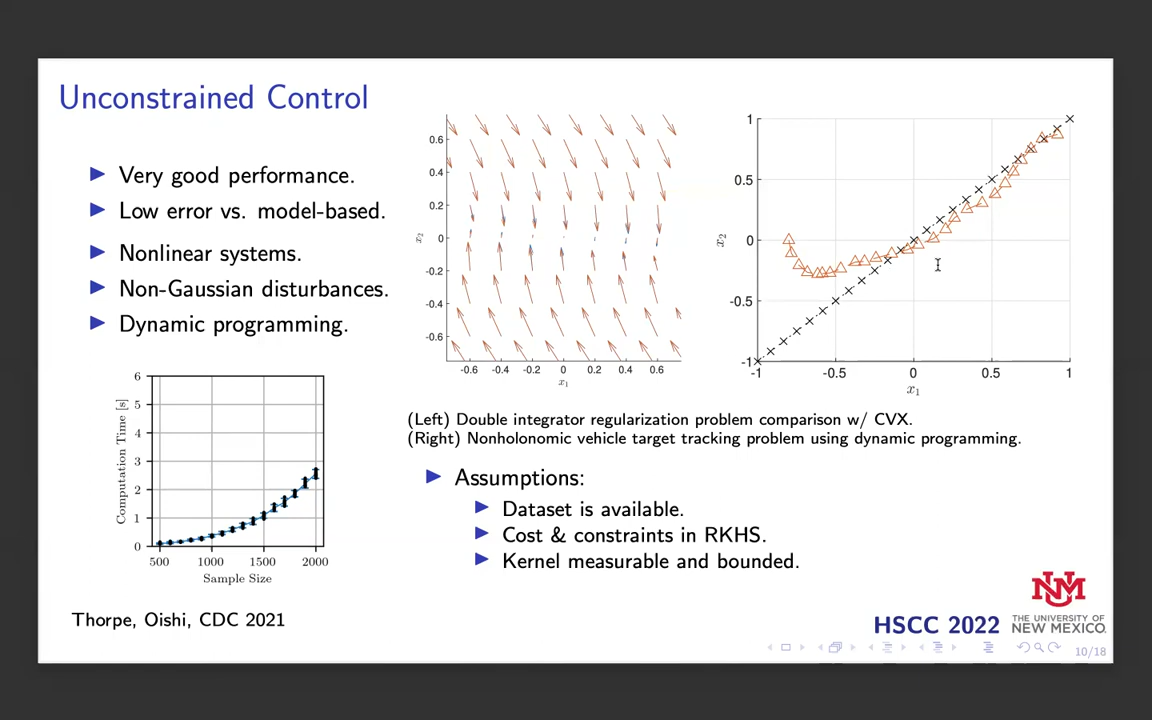 Unconstrained Control
Very good performance.
Low error vs. model-based.
Nonlinear systems.
Non-Gaussian disturbances.
Dynamic programming.
6
5
4
3
2
1
0
Computation Time [s]
500 1000 1500 2000
Sample Size
Thorpe, Oishi, CDC 2021
0.6
0.4
0.2
0
-0.2
-0.4
-0.6
x₂
-0.6 -0.4 -0.2 0 0.2 0.4 0.6
x₁
1
0.5
0
-0.5
-1
x₂
-1 -0.5 0 0.5 1
x₁
(Left) Double integrator regularization problem comparison w/ CVX.
(Right) Nonholonomic vehicle target tracking problem using dynamic programming.
Assumptions:
Dataset is available.
Cost & constraints in RKHS.
Kernel measurable and bounded.
HSCC 2022
UNM
THE UNIVERSITY OF
NEW MEXICO.
10/18